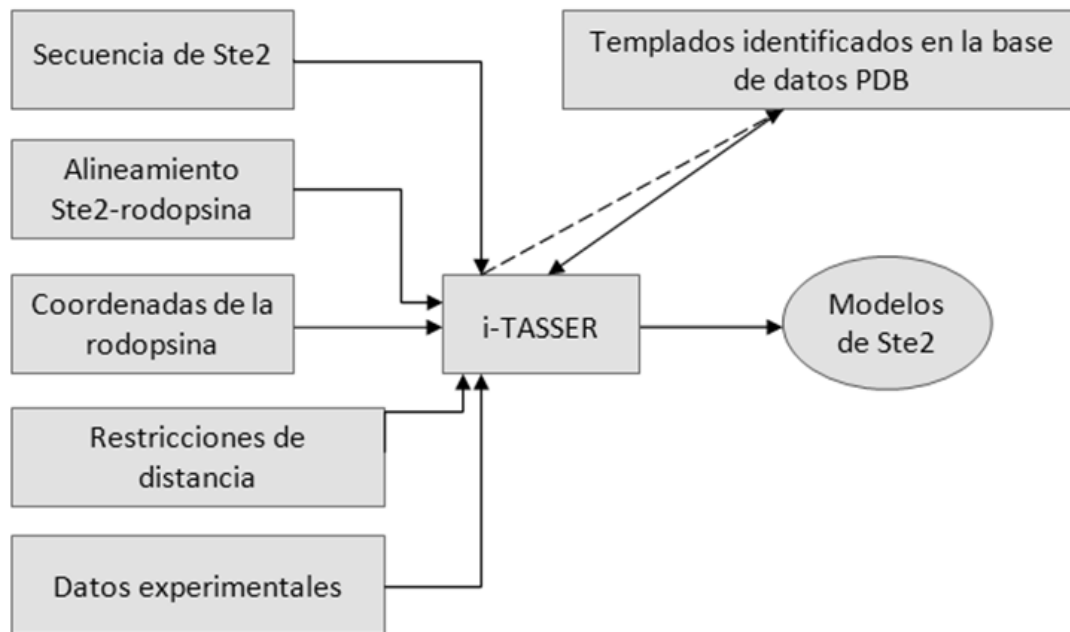 Secuencia de Ste2
Templados identificados en la base
de datos PDB
Alineamiento
Ste2-rodopsina
Coordenadas de la
rodopsina
i-TASSER
Modelos
de Ste2
Restricciones de
distancia
Datos experimentales